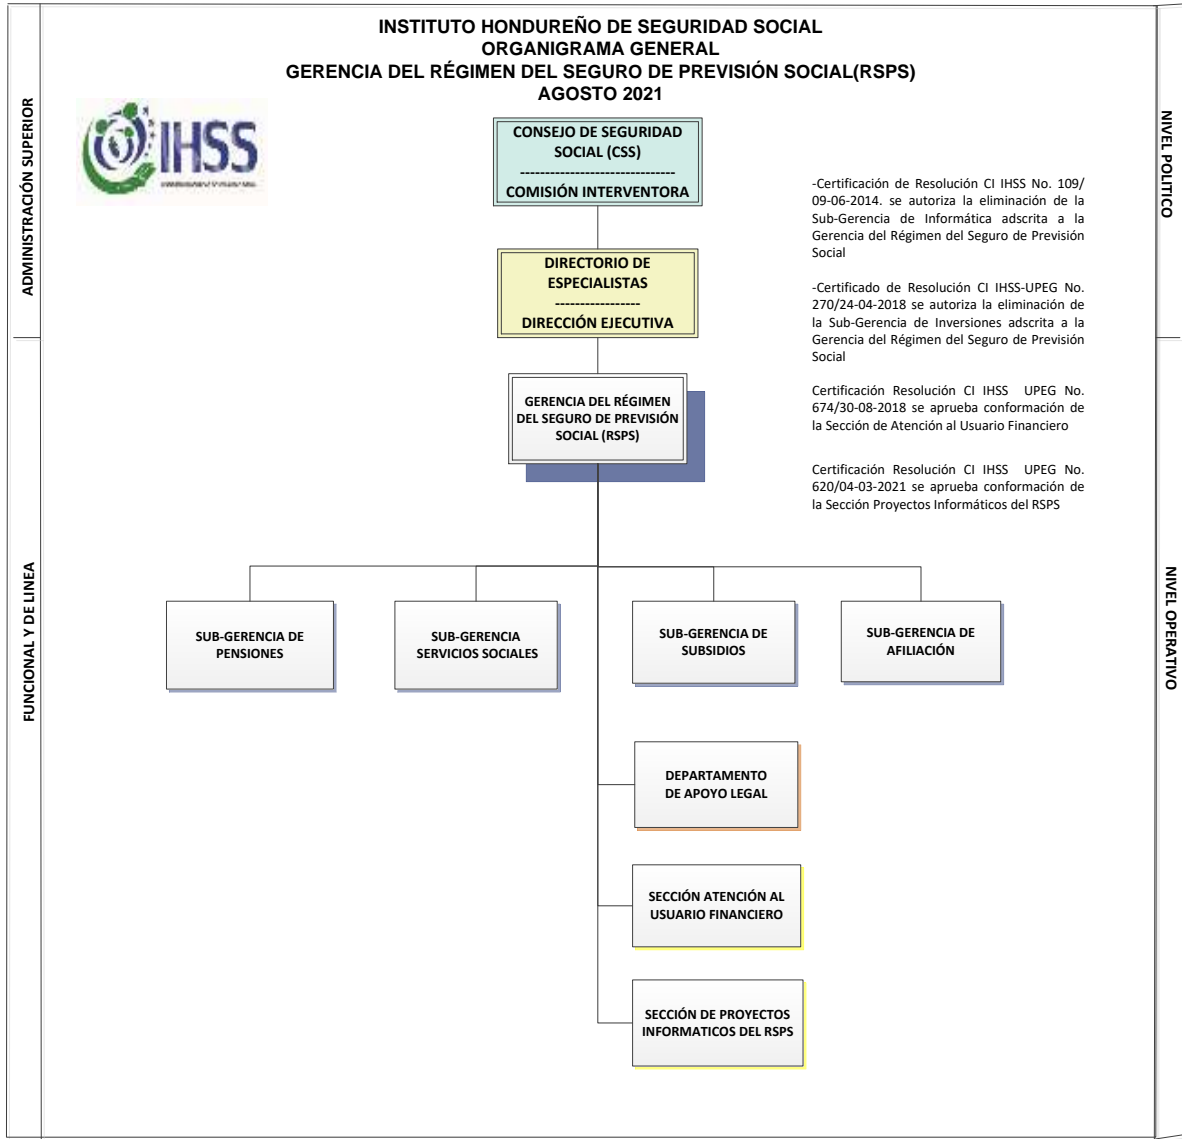 INSTITUTO HONDUREÑO DE SEGURIDAD SOCIAL
ORGANIGRAMA GENERAL
GERENCIA DEL RÉGIMEN DEL SEGURO DE PREVISIÓN SOCIAL(RSPS)
AGOSTO 2021
ADMINISTRACIÓN SUPERIOR
NIVEL POLITICO
IHSS
CONSEJO DE SEGURIDAD
SOCIAL (CSS)
-------------------------------
COMISIÓN INTERVENTORA
DIRECTORIO DE
ESPECIALISTAS
-----------------
DIRECCIÓN EJECUTIVA
GERENCIA DEL RÉGIMEN
DEL SEGURO DE PREVISIÓN
SOCIAL (RSPS)
-Certificación de Resolución CI IHSS No. 109/
09-06-2014. se autoriza la eliminación de la
Sub-Gerencia de Informática adscrita a la
Gerencia del Régimen del Seguro de Previsión
Social
-Certificado de Resolución CI IHSS-UPEG No.
270/24-04-2018 se autoriza la eliminación de
la Sub-Gerencia de Inversiones adscrita a la
Gerencia del Régimen del Seguro de Previsión
Social
Certificación Resolución CI IHSS UPEG No.
674/30-08-2018 se aprueba conformación de
la Sección de Atención al Usuario Financiero
Certificación Resolución CI IHSS UPEG No.
620/04-03-2021 se aprueba conformación de
la Sección Proyectos Informáticos del RSPS
FUNCIONAL Y DE LINEA
NIVEL OPERATIVO
SUB-GERENCIA DE
PENSIONES
SUB-GERENCIA
SERVICIOS SOCIALES
SUB-GERENCIA DE
SUBSIDIOS
SUB-GERENCIA DE
AFILIACIÓN
DEPARTAMENTO
DE APOYO LEGAL
SECCIÓN ATENCIÓN AL
USUARIO FINANCIERO
SECCIÓN DE PROYECTOS
INFORMATICOS DEL RSPS